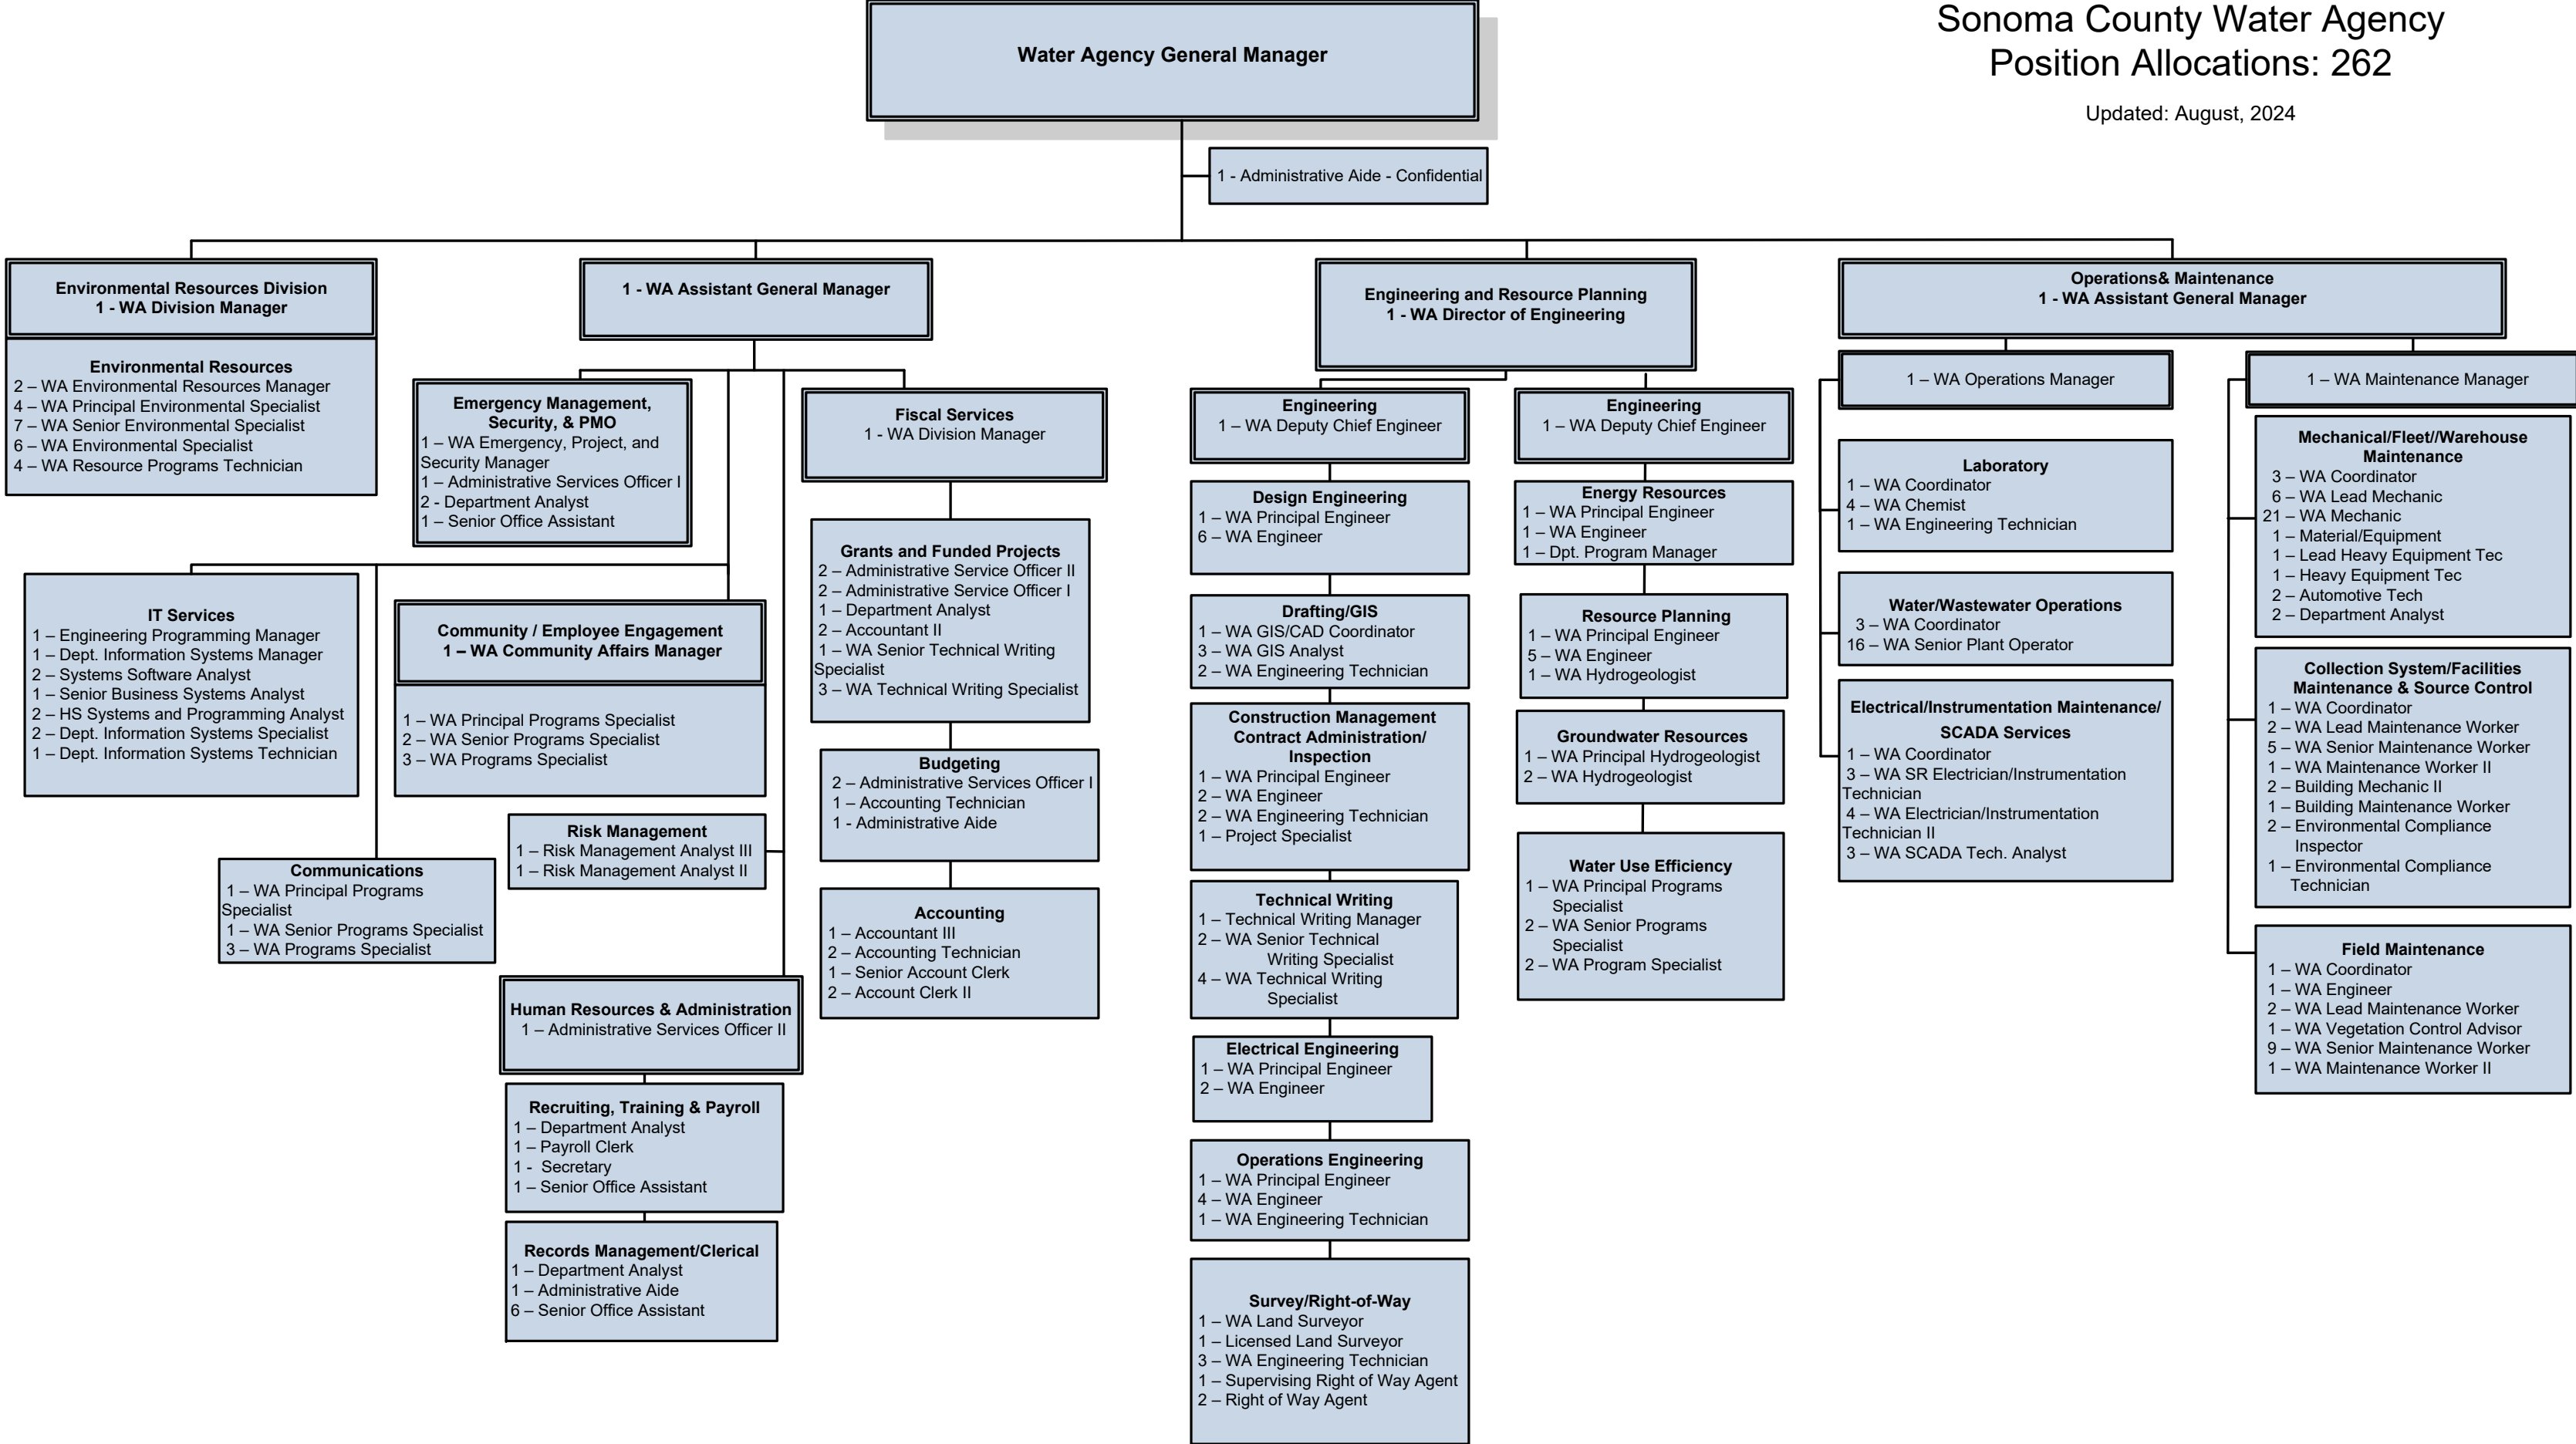 Sonoma County Water Agency
Position Allocations: 262
Updated: August, 2024
Water Agency General Manager
1 - Administrative Aide - Confidential
Environmental Resources Division
1 - WA Division Manager
Environmental Resources
2 – WA Environmental Resources Manager
4 – WA Principal Environmental Specialist
7 – WA Senior Environmental Specialist
6 – WA Environmental Specialist
4 – WA Resource Programs Technician
1 - WA Assistant General Manager
Emergency Management,
Security, & PMO
1 – WA Emergency, Project, and
Security Manager
1 – Administrative Services Officer I
2 - Department Analyst
1 – Senior Office Assistant
IT Services
1 – Engineering Programming Manager
1 – Dept. Information Systems Manager
2 – Systems Software Analyst
1 – Senior Business Systems Analyst
2 – HS Systems and Programming Analyst
2 – Dept. Information Systems Specialist
1 – Dept. Information Systems Technician
Community / Employee Engagement
1 – WA Community Affairs Manager
1 – WA Principal Programs Specialist
2 – WA Senior Programs Specialist
3 – WA Programs Specialist
Communications
1 – WA Principal Programs
Specialist
1 – WA Senior Programs Specialist
3 – WA Programs Specialist
Risk Management
1 – Risk Management Analyst III
1 – Risk Management Analyst II
Human Resources & Administration
1 – Administrative Services Officer II
Recruiting, Training & Payroll
1 – Department Analyst
1 – Payroll Clerk
1 - Secretary
1 – Senior Office Assistant
Records Management/Clerical
1 – Department Analyst
1 – Administrative Aide
6 – Senior Office Assistant
Fiscal Services
1 - WA Division Manager
Grants and Funded Projects
2 – Administrative Service Officer II
2 – Administrative Service Officer I
1 – Department Analyst
2 – Accountant II
1 – WA Senior Technical Writing
Specialist
3 – WA Technical Writing Specialist
Budgeting
2 – Administrative Services Officer I
1 – Accounting Technician
1 - Administrative Aide
Accounting
1 – Accountant III
2 – Accounting Technician
1 – Senior Account Clerk
2 – Account Clerk II
Engineering and Resource Planning
1 - WA Director of Engineering
Engineering
1 – WA Deputy Chief Engineer
Design Engineering
1 – WA Principal Engineer
6 – WA Engineer
Drafting/GIS
1 – WA GIS/CAD Coordinator
3 – WA GIS Analyst
2 – WA Engineering Technician
Construction Management
Contract Administration/
Inspection
1 – WA Principal Engineer
2 – WA Engineer
2 – WA Engineering Technician
1 – Project Specialist
Technical Writing
1 – Technical Writing Manager
2 – WA Senior Technical
Writing Specialist
4 – WA Technical Writing
Specialist
Electrical Engineering
1 – WA Principal Engineer
2 – WA Engineer
Operations Engineering
1 – WA Principal Engineer
4 – WA Engineer
1 – WA Engineering Technician
Survey/Right-of-Way
1 – WA Land Surveyor
1 – Licensed Land Surveyor
3 – WA Engineering Technician
1 – Supervising Right of Way Agent
2 – Right of Way Agent
Engineering
1 – WA Deputy Chief Engineer
Energy Resources
1 – WA Principal Engineer
1 – WA Engineer
1 – Dpt. Program Manager
Resource Planning
1 – WA Principal Engineer
5 – WA Engineer
1 – WA Hydrogeologist
Groundwater Resources
1 – WA Principal Hydrogeologist
2 – WA Hydrogeologist
Water Use Efficiency
1 – WA Principal Programs
Specialist
2 – WA Senior Programs
Specialist
2 – WA Program Specialist
Operations& Maintenance
1 - WA Assistant General Manager
1 – WA Operations Manager
Laboratory
1 – WA Coordinator
4 – WA Chemist
1 – WA Engineering Technician
Water/Wastewater Operations
3 – WA Coordinator
16 – WA Senior Plant Operator
Electrical/Instrumentation Maintenance/
SCADA Services
1 – WA Coordinator
3 – WA SR Electrician/Instrumentation
Technician
4 – WA Electrician/Instrumentation
Technician II
3 – WA SCADA Tech. Analyst
1 – WA Maintenance Manager
Mechanical/Fleet//Warehouse
Maintenance
3 – WA Coordinator
6 – WA Lead Mechanic
21 – WA Mechanic
1 – Material/Equipment
1 – Lead Heavy Equipment Tec
1 – Heavy Equipment Tec
2 – Automotive Tech
2 – Department Analyst
Collection System/Facilities
Maintenance & Source Control
1 – WA Coordinator
2 – WA Lead Maintenance Worker
5 – WA Senior Maintenance Worker
1 – WA Maintenance Worker II
2 – Building Mechanic II
1 – Building Maintenance Worker
2 – Environmental Compliance
Inspector
1 – Environmental Compliance
Technician
Field Maintenance
1 – WA Coordinator
1 – WA Engineer
2 – WA Lead Maintenance Worker
1 – WA Vegetation Control Advisor
9 – WA Senior Maintenance Worker
1 – WA Maintenance Worker II